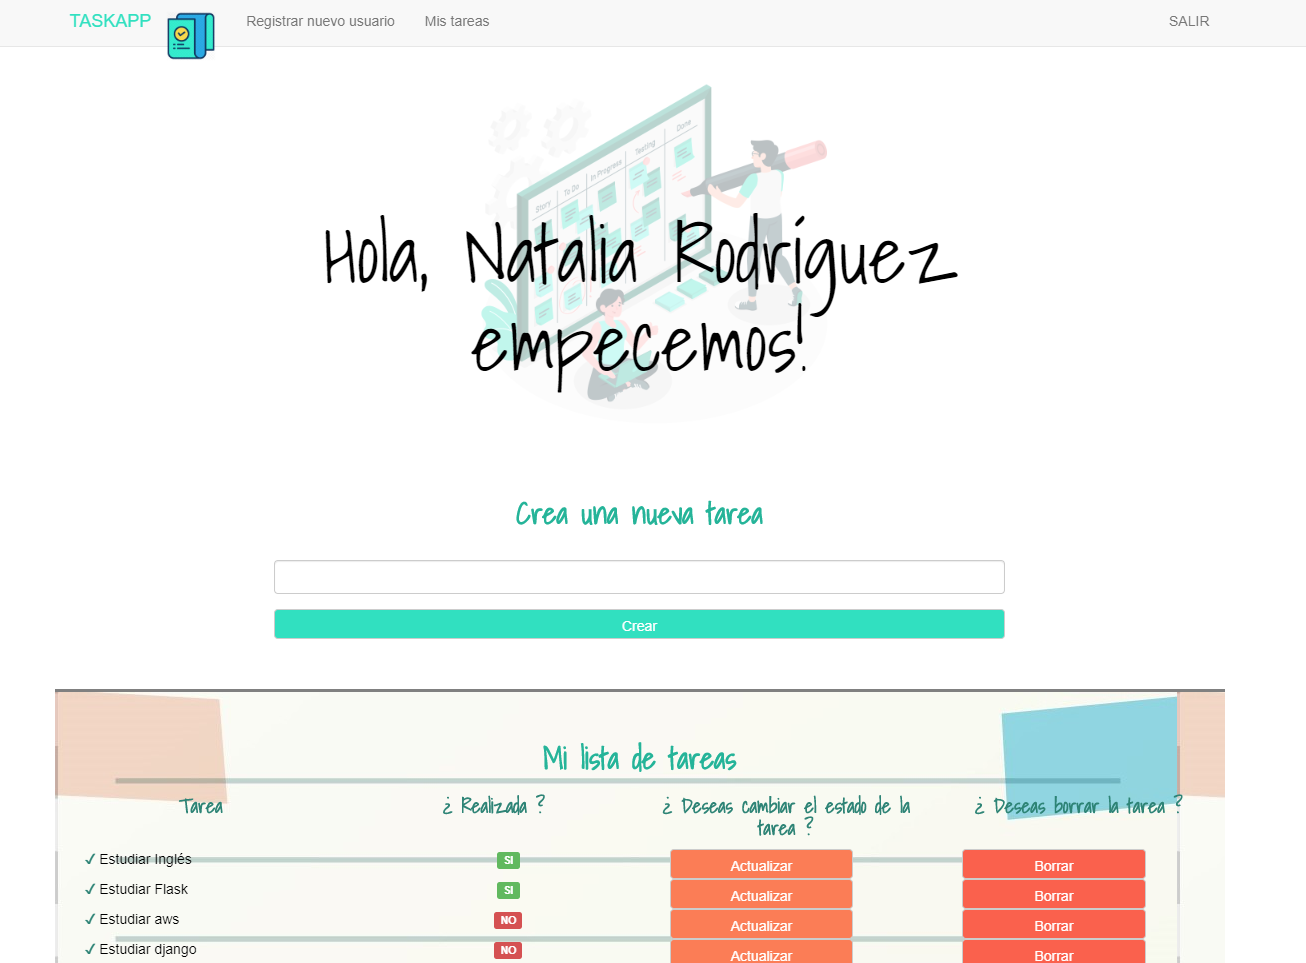 TASKAPP Registrar nuevo usuario Mis tareas SALIR
Story To Do In Progress Testing Done
Hola, Natalia Rodríguez
empecemos!
Crea una nueva tarea
Crear
Mi lista de tareas
Tarea ¿ Realizada ? ¿ Deseas cambiar el estado de la tarea ? ¿ Deseas borrar la tarea ?
✓ Estudiar Inglés SI Actualizar Borrar
✓ Estudiar Flask SI Actualizar Borrar
✓ Estudiar aws NO Actualizar Borrar
✓ Estudiar django NO Actualizar Borrar